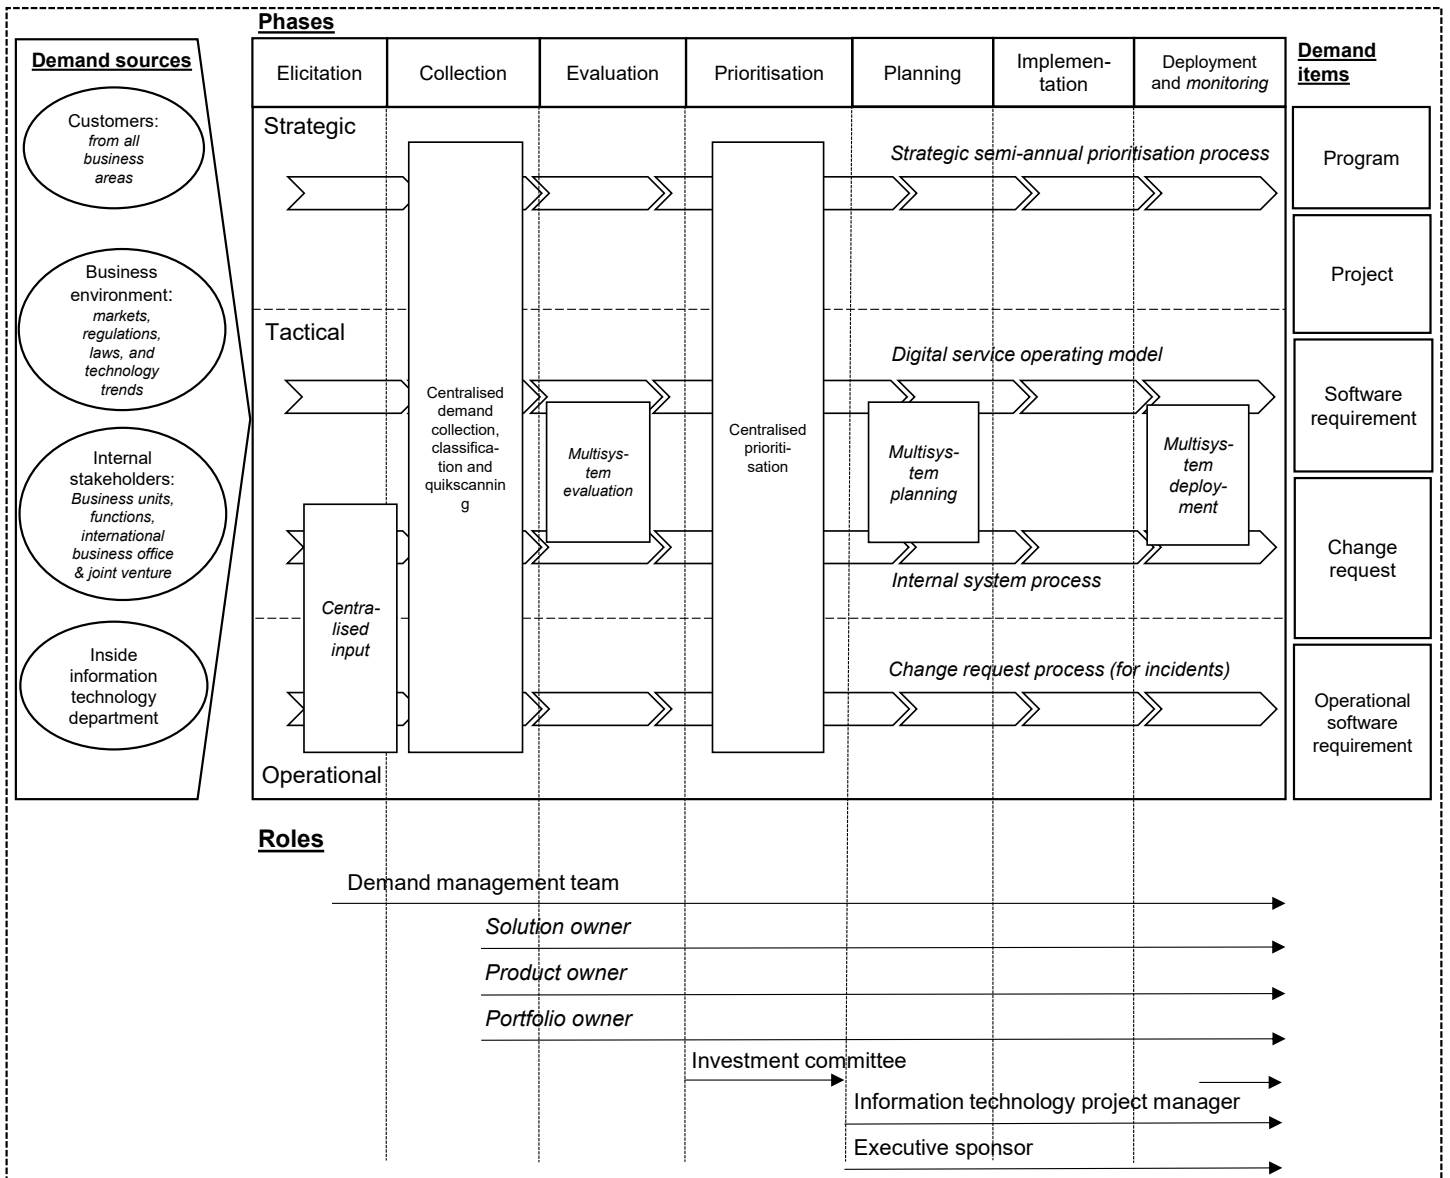 Phases
Demand sources
Elicitation
Collection
Evaluation
Prioritisation
Planning
Implemen-
tation
Deployment
and monitoring
Demand
items
Customers:
from all
business
areas
Business
environment:
markets,
regulations,
laws, and
technology
trends
Internal
stakeholders:
Business units,
functions,
international
business office
& joint venture
Inside
information
technology
department
Strategic
Strategic semi-annual prioritisation process
Tactical
Digital service operating model
Centralised
demand
collection,
classifica-
tion and
quikscannin
g
Multisys-
tem
evaluation
Centralised
prioriti-
sation
Multisys-
tem
planning
Multisys-
tem
deploy-
ment
Internal system process
Centra-
lised
input
Change request process (for incidents)
Operational
Program
Project
Software
requirement
Change
request
Operational
software
requirement
Roles
Demand management team
Solution owner
Product owner
Portfolio owner
Investment committee
Information technology project manager
Executive sponsor